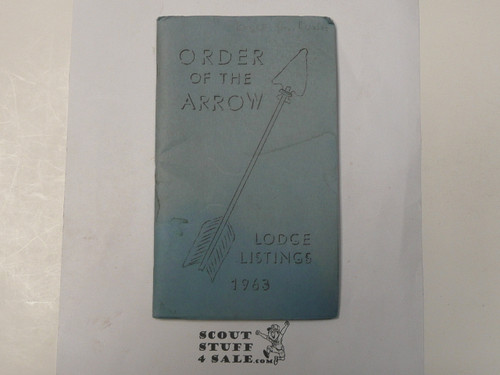 ORDER
OF THE
ARROW
LODGE
LISTINGS
1963
SCOUT
STUFF
4 SALE.COM